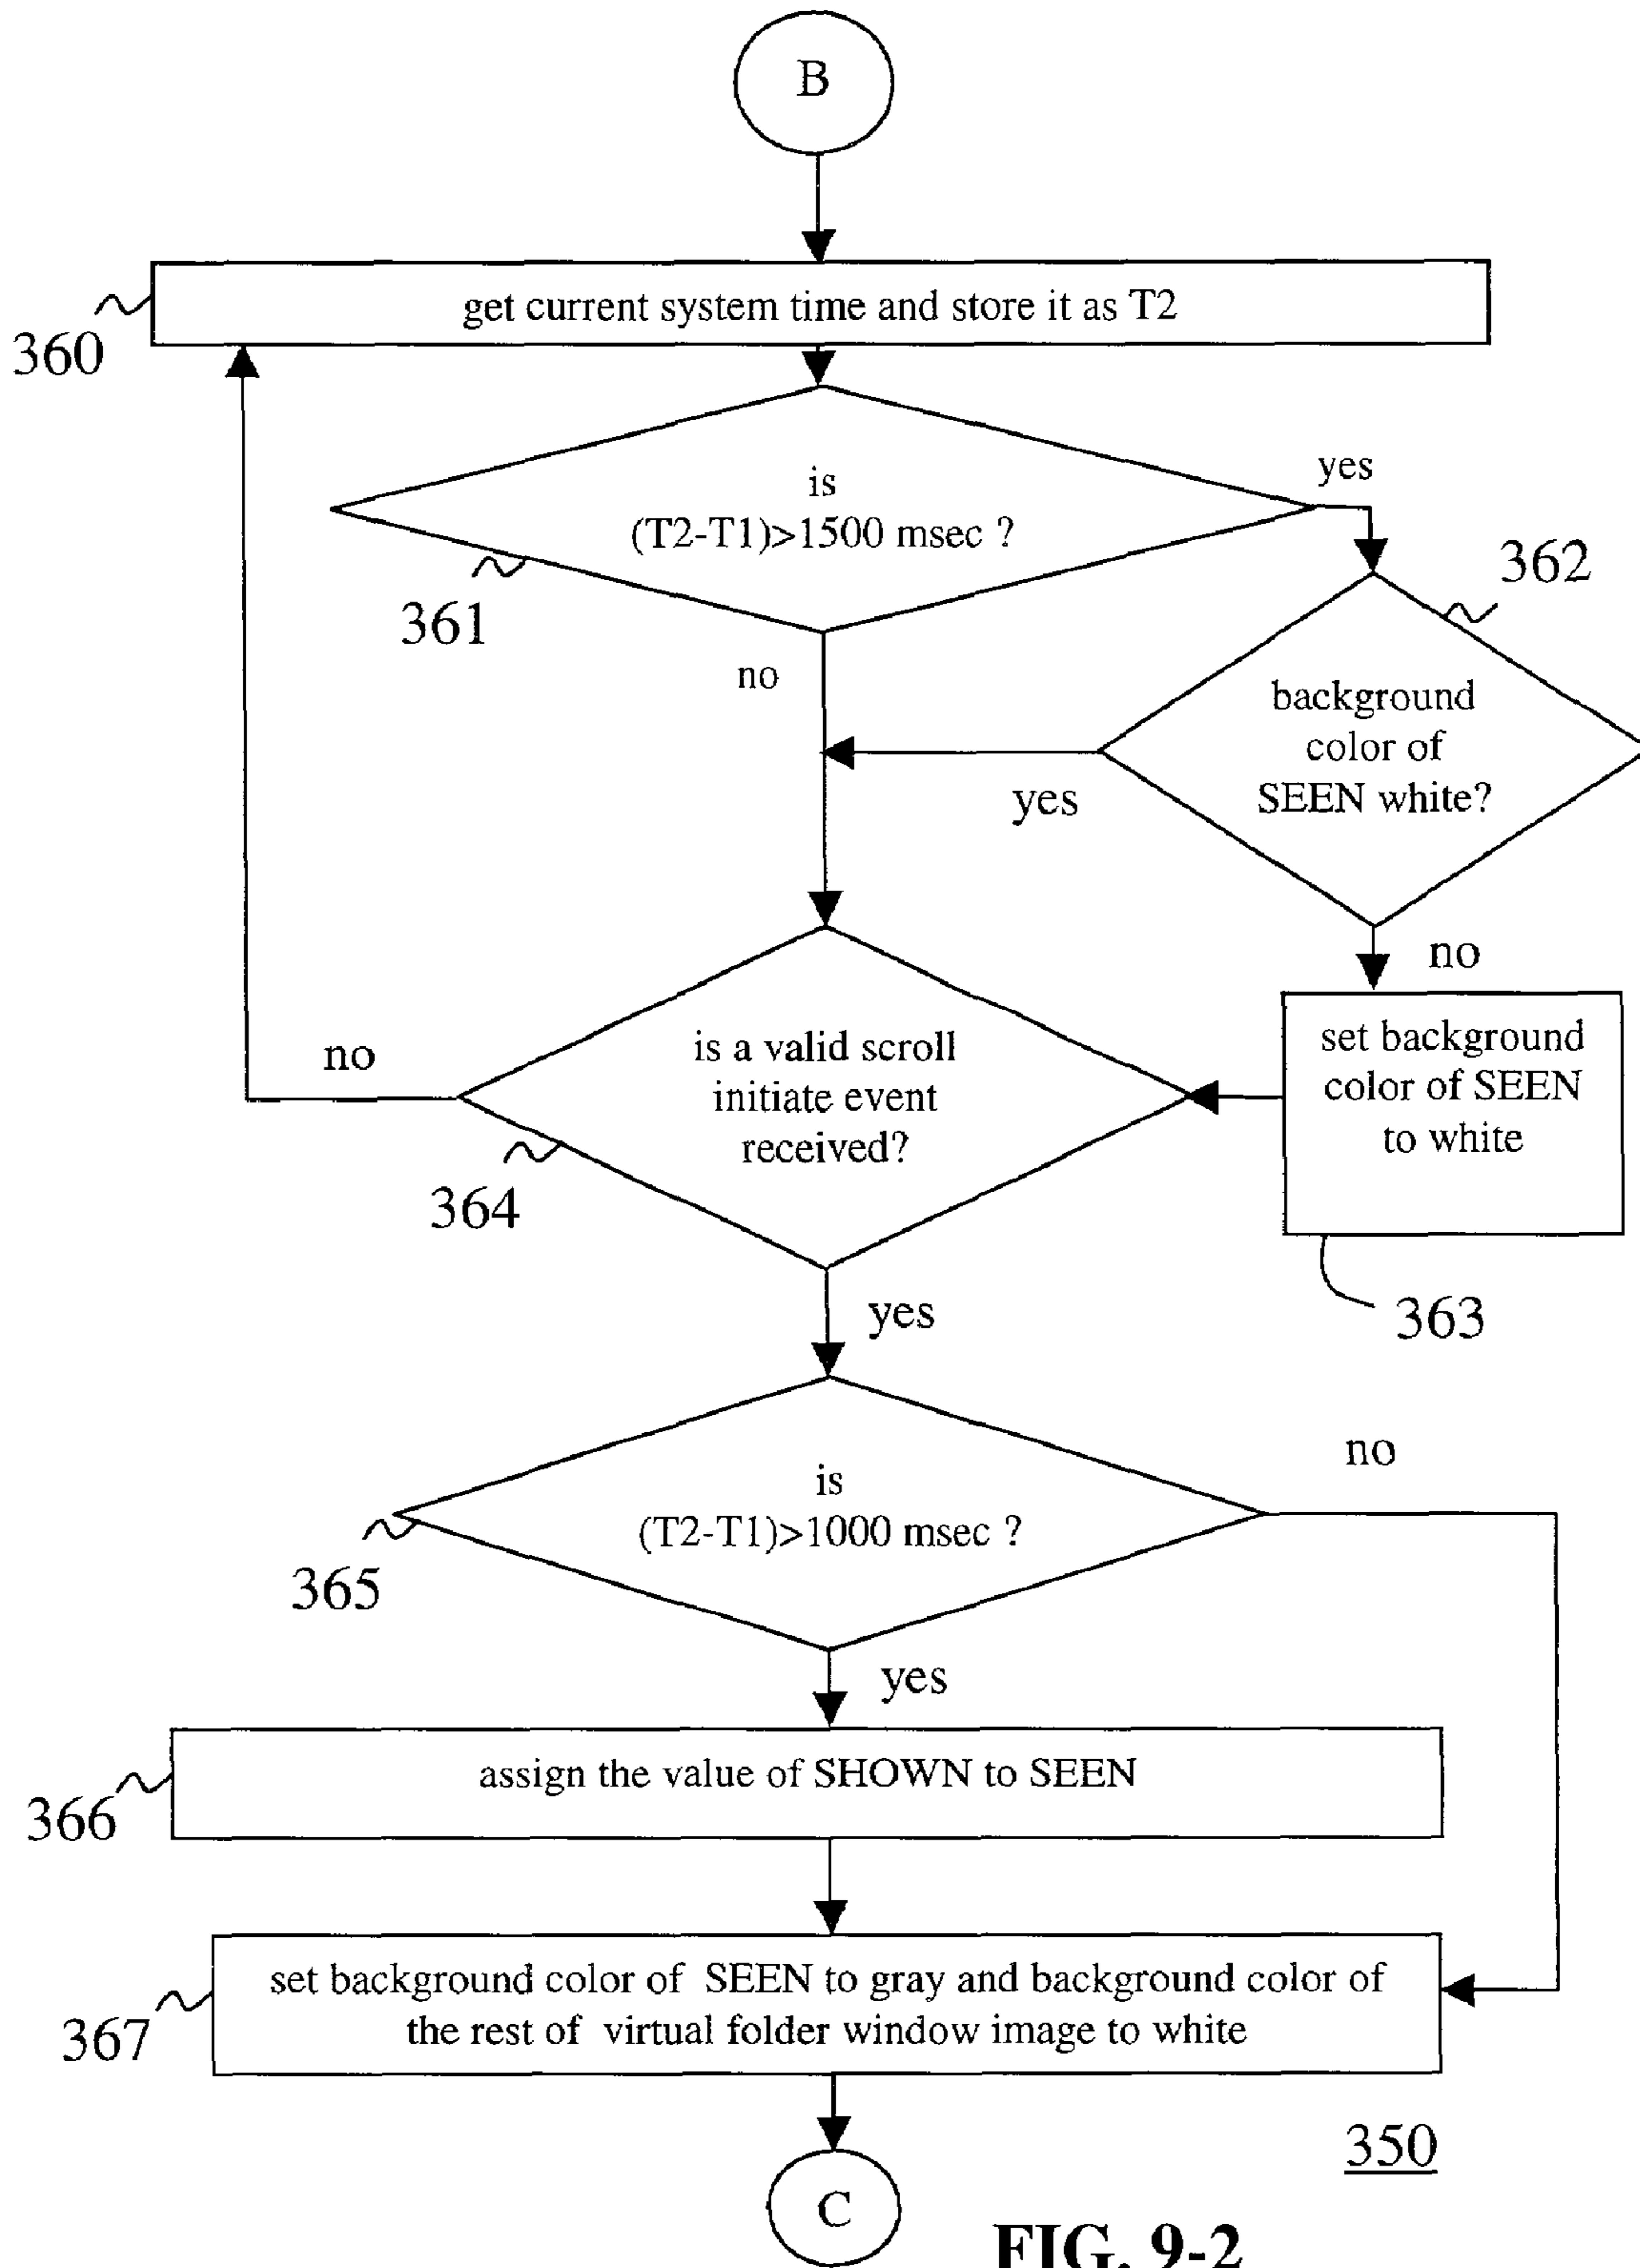 B
get current system time and store it as T2
360
is
(T2-T1)>1500 msec ?
yes
361
362
no
background
color of
SEEN white?
yes
no
is a valid scroll
initiate event
received?
no
set background
color of SEEN
to white
364
363
yes
is
(T2-T1)>1000 msec ?
no
365
yes
assign the value of SHOWN to SEEN
366
set background color of SEEN to gray and background color of
the rest of virtual folder window image to white
367
350
C
FIG. 9-2